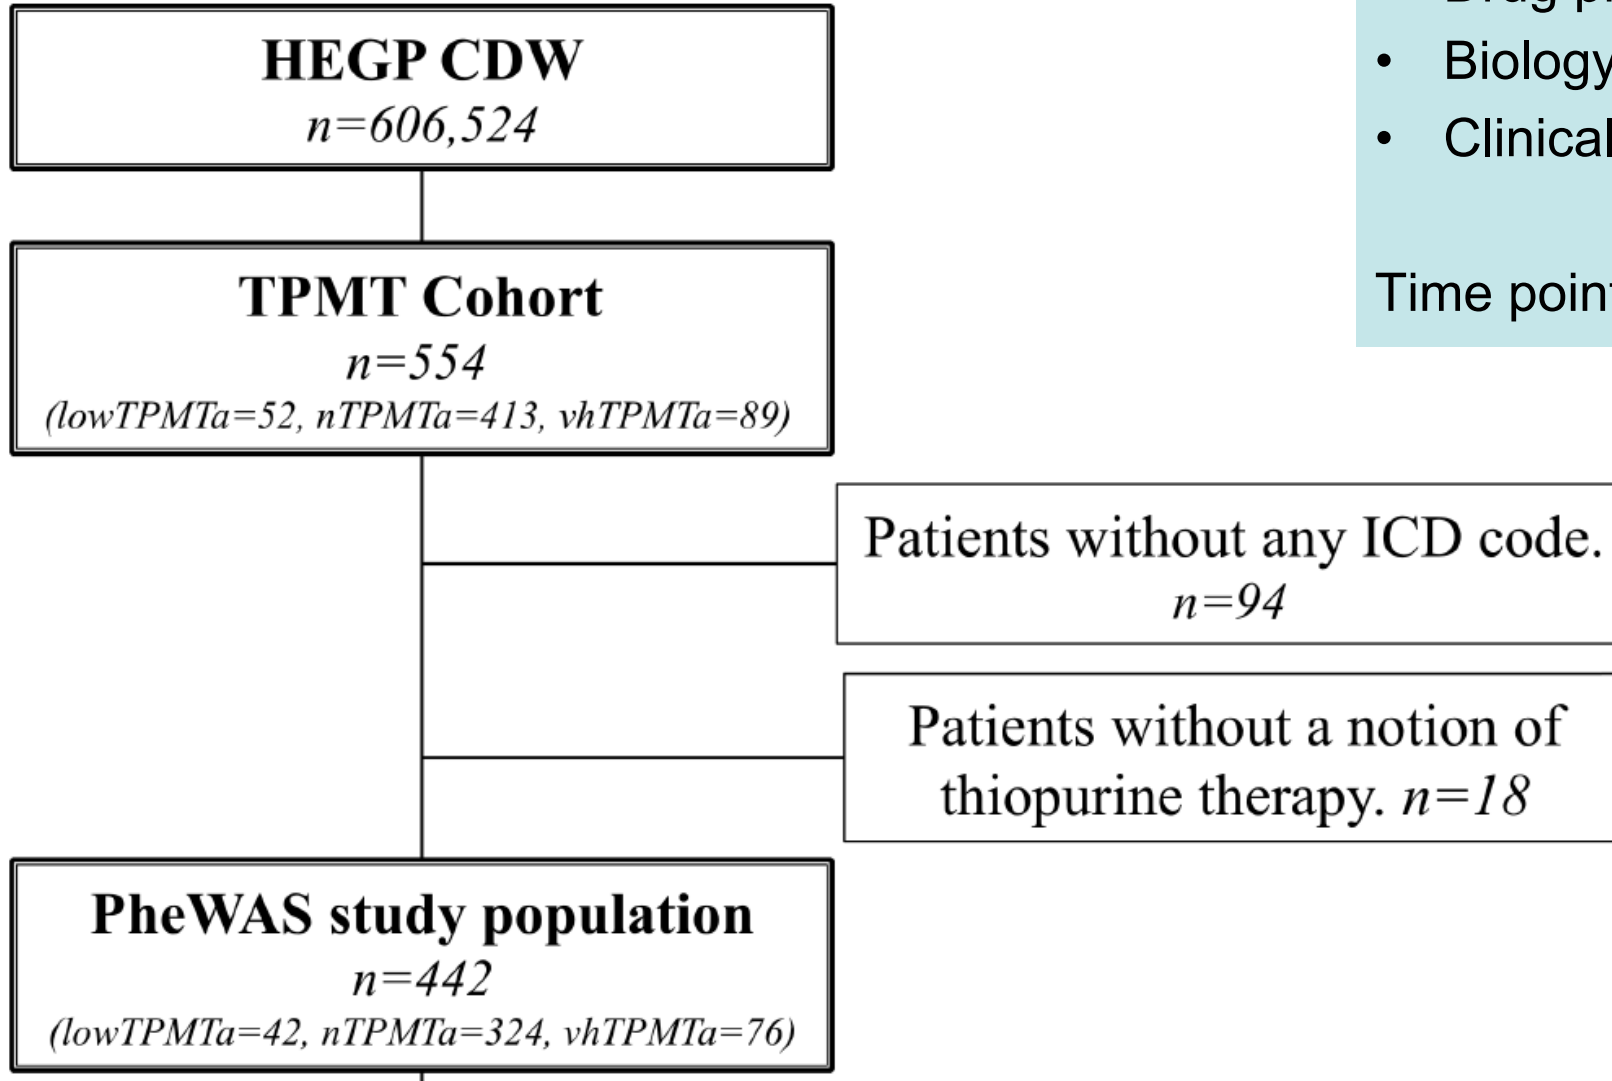 HEGP CDW
n=606,524
TPMT Cohort
n=554
(lowTPMTa=52, nTPMTa=413, vhTPMTa=89)
Patients without any ICD code.
n=94
Patients without a notion of
thiopurine therapy. n=18
PheWAS study population
n=442
(lowTPMTa=42, nTPMTa=324, vhTPMTa=76)
• Biology
• Clinical
Time point